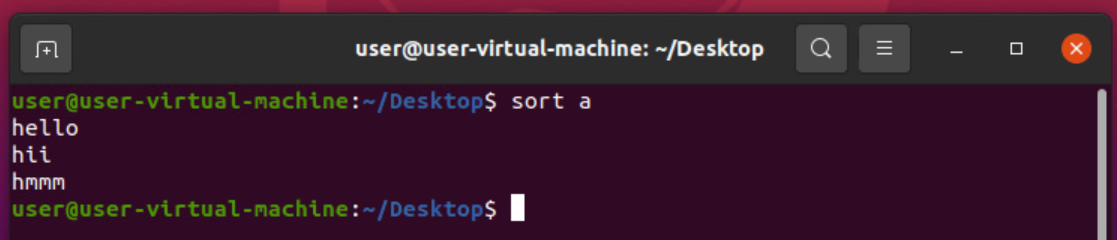 user@user-virtual-machine: ~/Desktop
user@user-virtual-machine:~/Desktop$ sort a
hello
hii
hmmm
user@user-virtual-machine:~/Desktop$